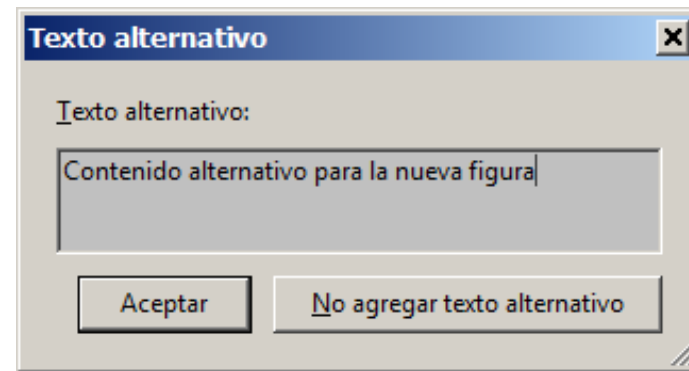 Texto alternativo
Texto alternativo:
Contenido alternativo para la nueva figura
Aceptar
No agregar texto alternativo